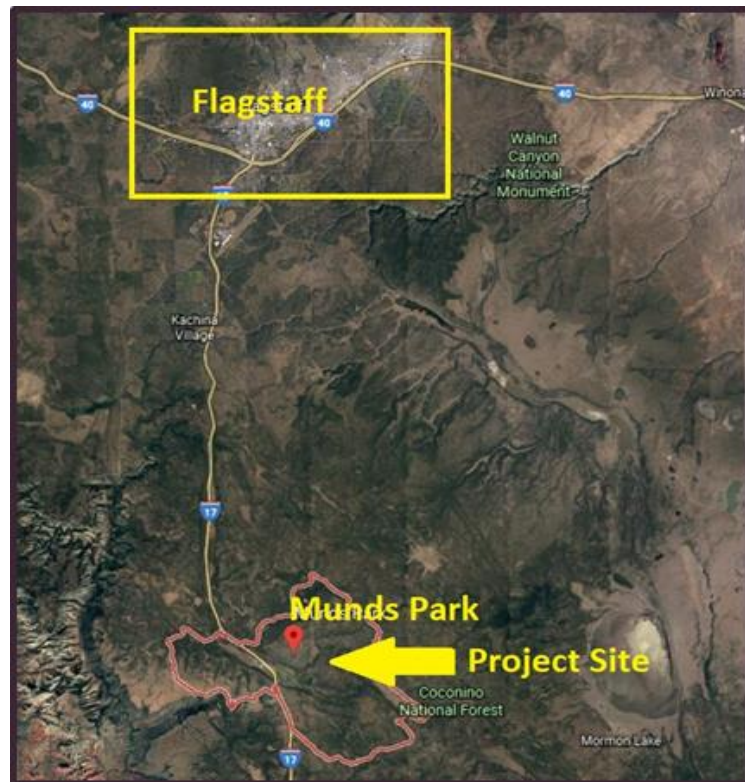 Flagstaff
40
40
40
Winona
Walnut
Canyon
National
Monument
17
Kachina
Village
17
Munds Park
Project Site
Coconino
National Forest
Mormon Lake
17